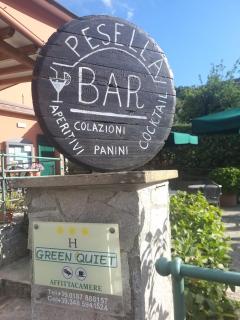 PESELLA
BAR
COLAZIONI
APERITIVI PANINI COCKTAIL
H
GREEN QUIET
AFFITTACAMERE